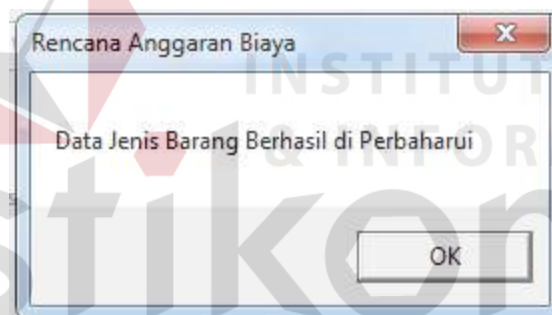 Rencana Anggaran Biaya
INSTITUT
Data Jenis Barang Berhasil di Perbaharui
& INFOR
stikom
OK